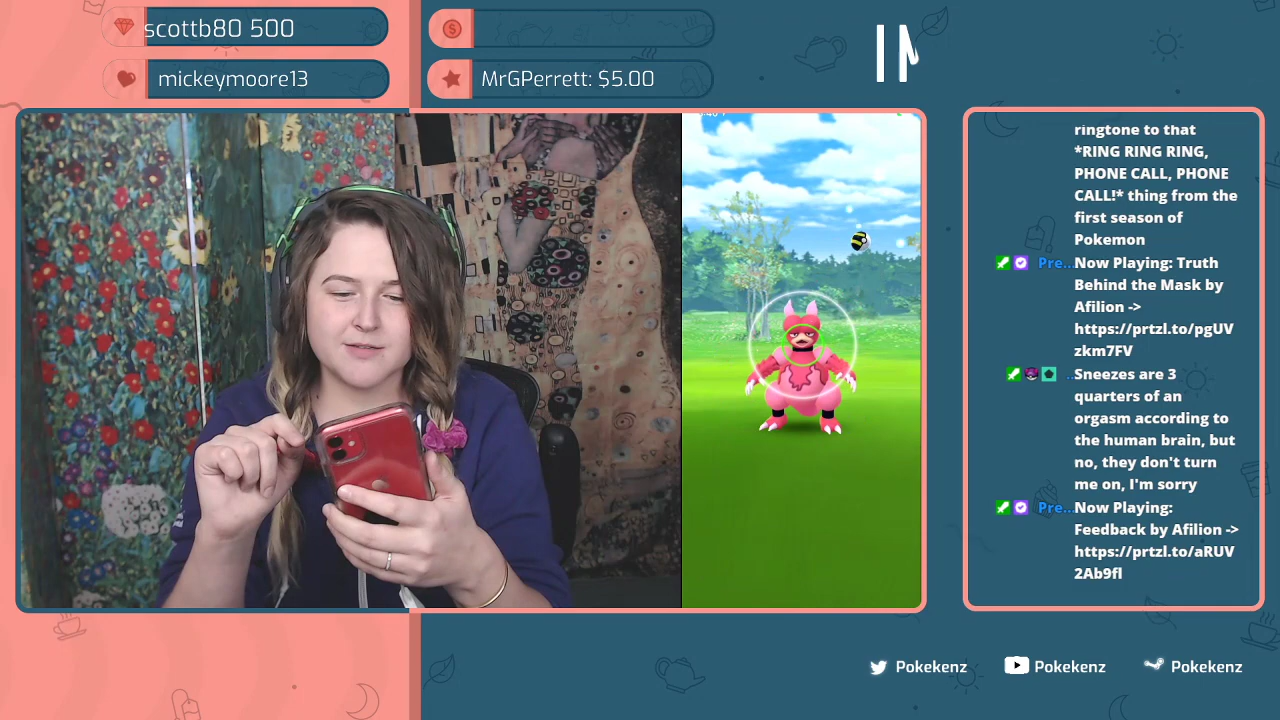 scottb80 500
mickeymoore13
MrGPerrett: $5.00
ringtone to that
*RING RING RING,
PHONE CALL, PHONE
CALL!* thing from the
first season of
Pokemon
Pre... Now Playing: Truth
Behind the Mask by
Afilion ->
https://prtzl.to/pgUV
zkm7FV
Sneezes are 3
quarters of an
orgasm according to
the human brain, but
no, they don't turn
me on, I'm sorry
Pre... Now Playing:
Feedback by Afilion ->
https://prtzl.to/aRUV
2Ab9fl
Pokekenz
Pokekenz
Pokekenz